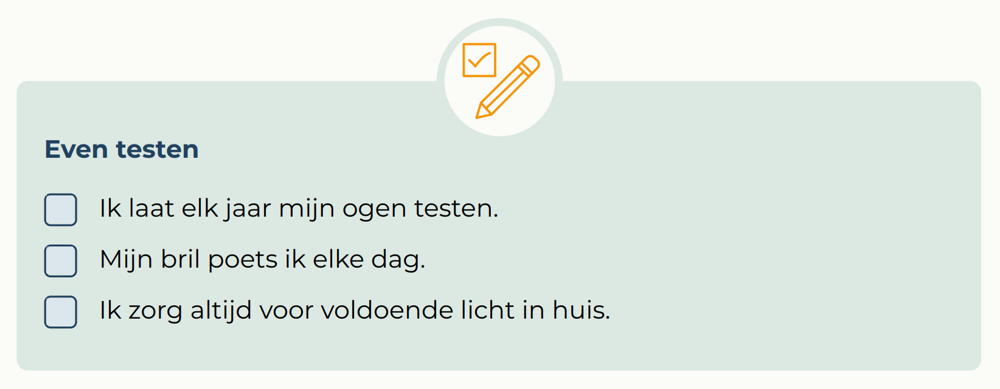 Even testen
Ik laat elk jaar mijn ogen testen.
Mijn bril poets ik elke dag.
Ik zorg altijd voor voldoende licht in huis.